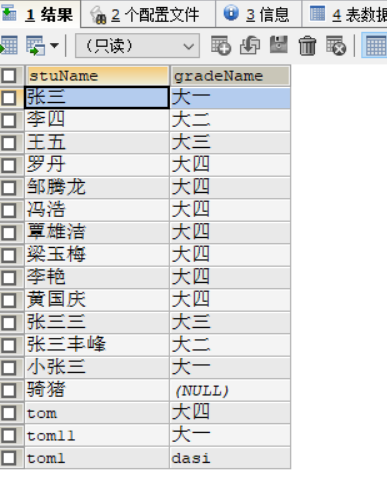 1 结果 2 个配置文件 3 信息 4 表数据
（只读）
stuName gradeName
张三 大一
李四 大二
王五 大三
罗丹 大四
邹腾龙 大四
冯浩 大四
覃雄洁 大四
梁玉梅 大四
李艳 大四
黄国庆 大四
张三三 大三
张三丰峰 大二
小张三 大一
骑猪 (NULL)
tom 大四
tom11 大一
tom1 dasi